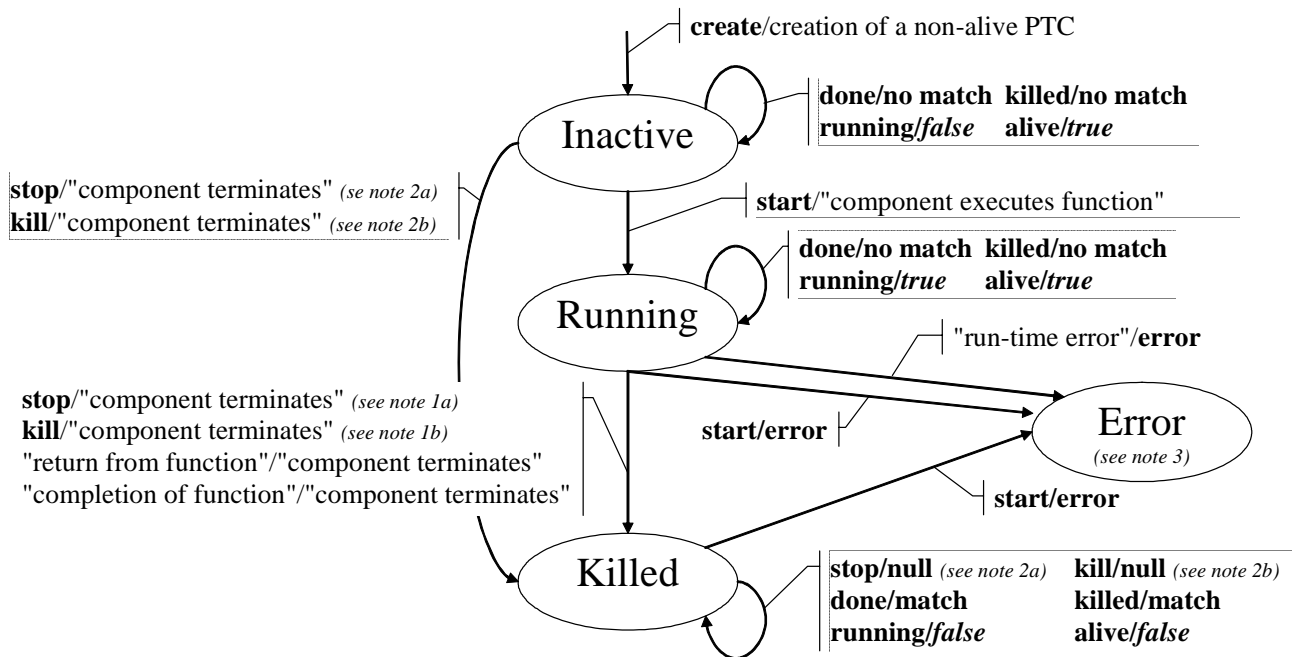 create/creation of a non-alive PTC
done/no match killed/no match
running/false alive/true
Inactive
stop/"component terminates" (se note 2a)
kill/"component terminates" (see note 2b)
start/"component executes function"
done/no match killed/no match
running/true alive/true
Running
"run-time error"/error
stop/"component terminates" (see note 1a)
kill/"component terminates" (see note 1b)
"return from function"/"component terminates"
"completion of function"/"component terminates"
start/error
Error
(see note 3)
start/error
Killed
stop/null (see note 2a) kill/null (see note 2b)
done/match killed/match
running/false alive/false